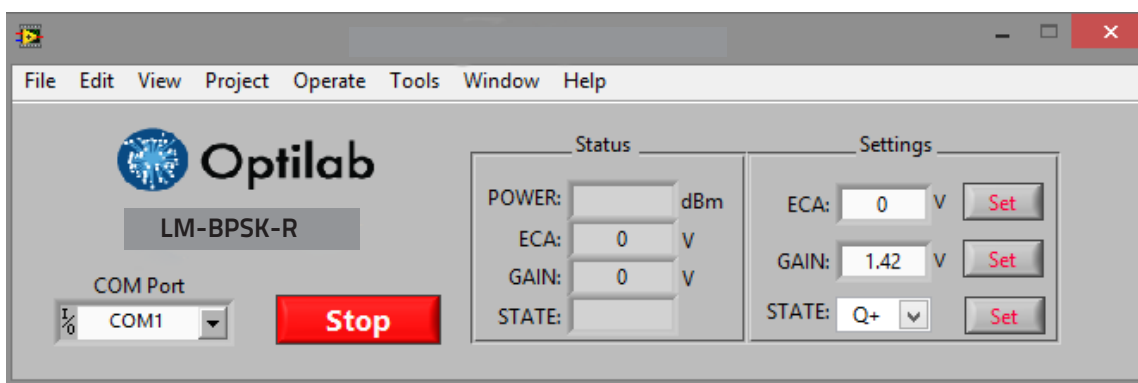 File Edit View Project Operate Tools Window Help
Optilab
LM-BPSK-R
COM Port
I/O COM1
Stop
Status
POWER: dBm
ECA: 0 V
GAIN: 0 V
STATE:
Settings
ECA: 0 V Set
GAIN: 1.42 V Set
STATE: Q+ Set